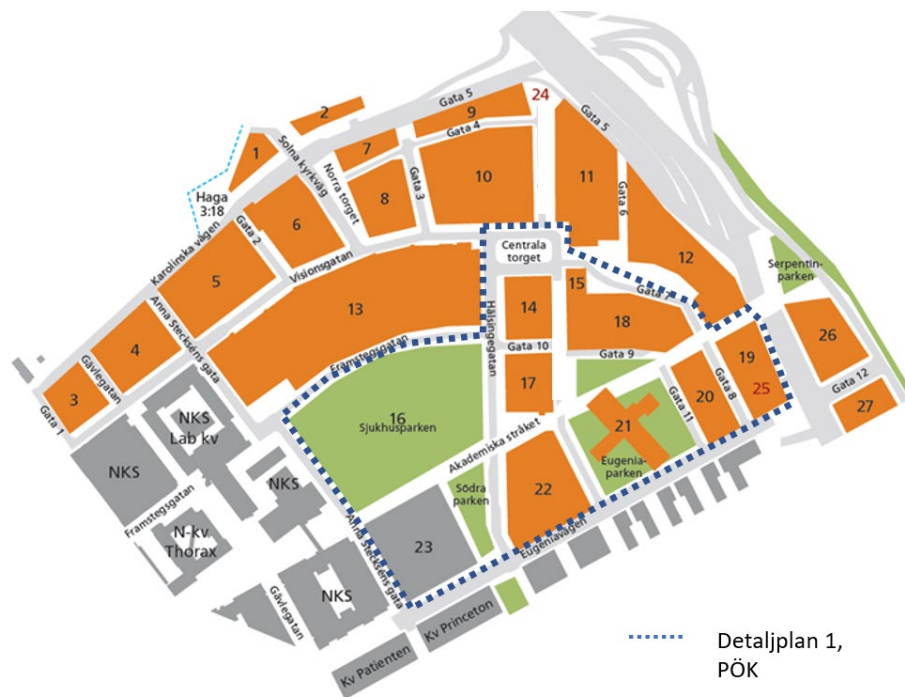 2
24
Gata 5
9
Gata 4
Gata 5
1
Solna kyrkväg
7
Norra torget
8
Gata 3
10
11
Gata 6
Haga
3:18
Karolinska vägen
Gata 2
6
Visionsgatan
5
Centrala
torget
12
Serpentin-
parken
Anna Steckséns gata
13
Hälsingegatan
14
15
Gata 7
18
26
4
Gävlegatan
Framstegsgatan
Gata 10
Gata 9
19
3
Gata 1
17
20
Gata 8
25
Gata 12
27
16
Sjukhusparken
Akademiska stråket
21
Gata 11
NKS
Lab kv
NKS
NKS
Södra
parken
22
Eugenia-
parken
Framstegsgatan
N-kv
Thorax
Anna Steckséns gata
23
Eugeniavägen
Gävlegatan
NKS
Kv Princeton
Kv Patienten
Detaljplan 1,
PÖK